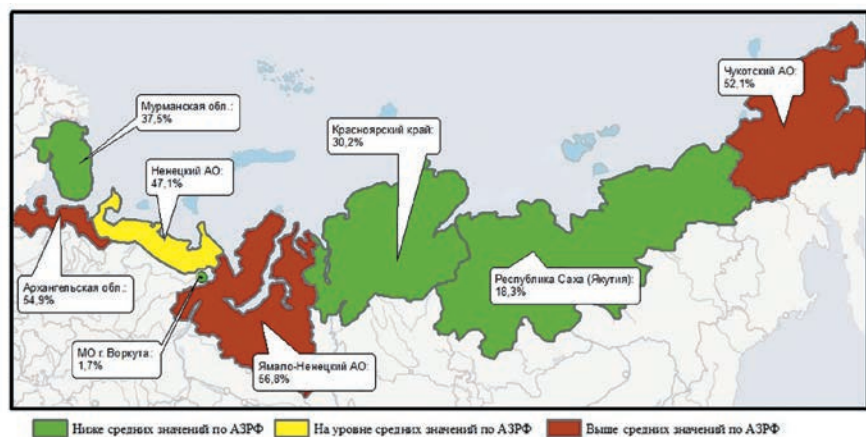 Чукотский АО:
52,1%
Мурманская обл.:
37,5%
Красноярский край:
30,2%
Ненецкий АО:
47,1%
Архангельская обл.:
54,9%
Республика Саха (Якутия):
18,3%
МО г. Воркута:
1,7%
Ямало-Ненецкий АО:
56,8%
Ниже средних значений по АЗРФ
На уровне средних значений по АЗРФ
Выше средних значений по АЗРФ